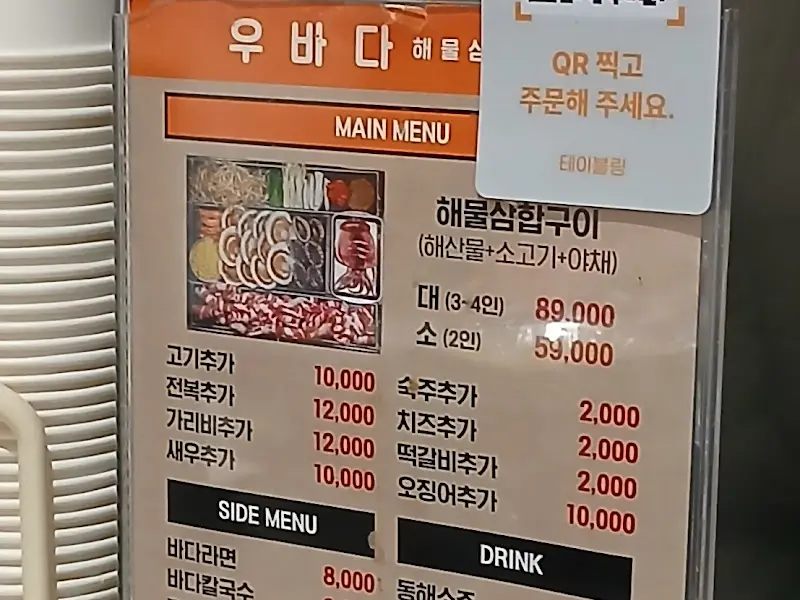 우바다 해물삼
QR 찍고
주문해 주세요.
테이블링
MAIN MENU
해물삼합구이
(해산물+소고기+야채)
대 (3-4인) 89,000
소 (2인) 59,000
고기추가 10,000
전복추가 12,000
가리비추가 12,000
새우추가 10,000
숙주추가 2,000
치즈추가 2,000
떡갈비추가 2,000
오징어추가 10,000
SIDE MENU
바다라면 8,000
바다칼국수
DRINK